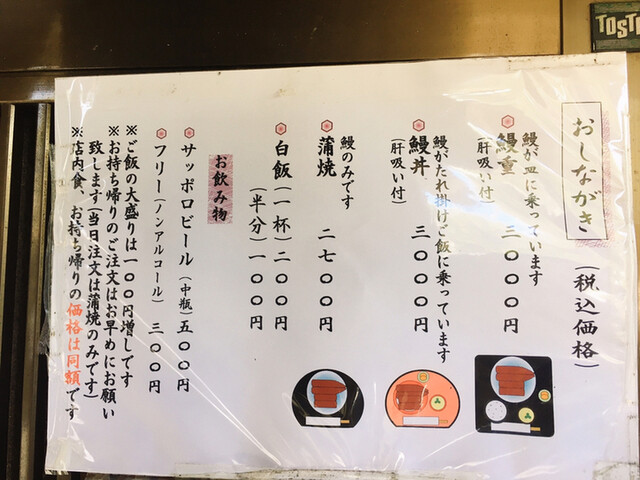 おしながき
(税込価格)
鰻が皿に乗っています
鰻重 三〇〇〇円
(肝吸い付)
鰻がたれ掛けご飯に乗っています
鰻丼 三〇〇〇円
(肝吸い付)
鰻のみです
蒲焼 二七〇〇円
白飯(一杯)二〇〇円
(半分)一〇〇円
お飲み物
サッポロビール(中瓶)五〇〇円
フリー(ノンアルコール) 三〇〇円
※ご飯の大盛りは一〇〇円増しです
※お持ち帰りのご注文はお早めにお願い
致します(当日注文は蒲焼のみです)
※店内食、お持ち帰りの価格は同額です